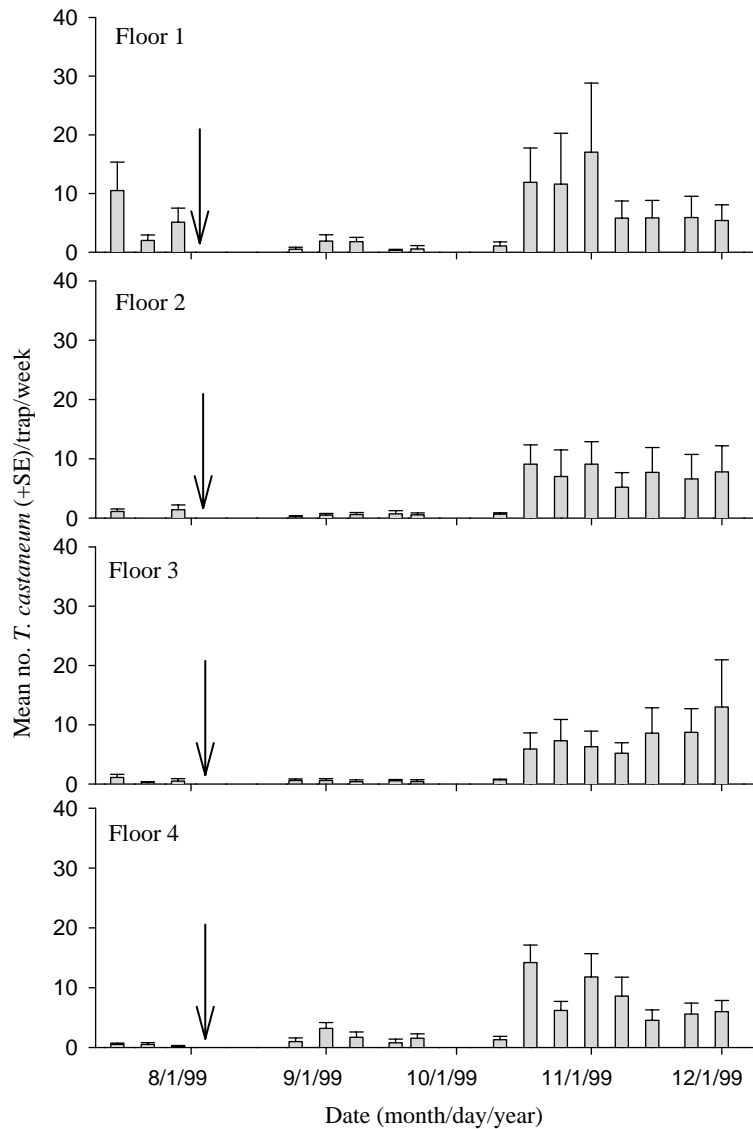 40
Floor 1
30
20
10
0
40
Floor 2
30
20
10
0
40
Floor 3
30
20
10
0
40
Floor 4
30
20
10
0
Mean no. T. castaneum (+SE)/trap/week
8/1/99 9/1/99 10/1/99 11/1/99 12/1/99
Date (month/day/year)